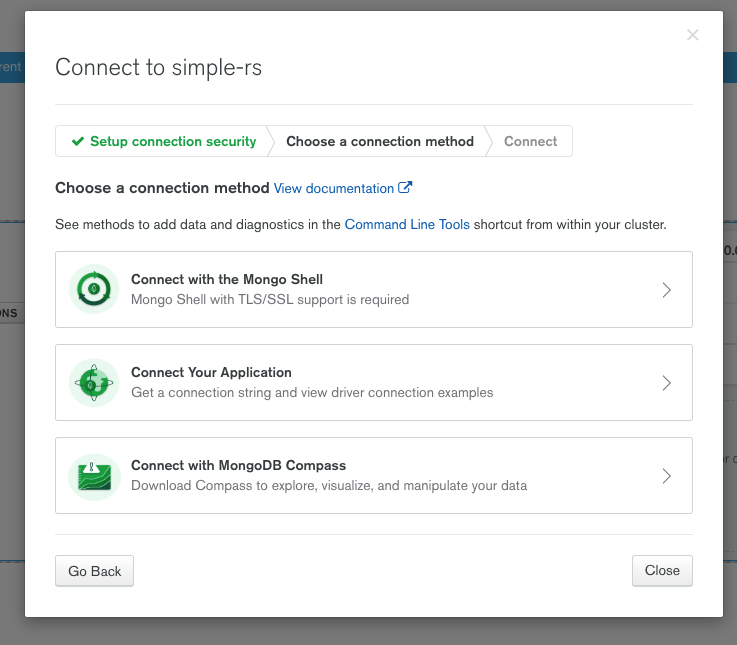 Connect to simple-rs
rent
Setup connection security
Choose a connection method
Connect
Choose a connection method View documentation
See methods to add data and diagnostics in the Command Line Tools shortcut from within your cluster.
0.0
Connect with the Mongo Shell
Mongo Shell with TLS/SSL support is required
ONS
Connect Your Application
Get a connection string and view driver connection examples
Connect with MongoDB Compass
Download Compass to explore, visualize, and manipulate your data
Go Back
Close